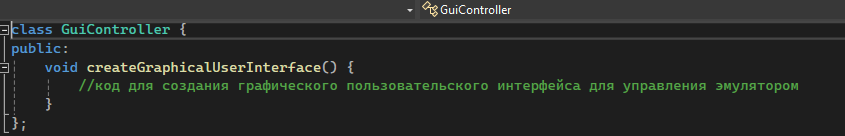 GuiController
class GuiController {
public:
void createGraphicalUserInterface() {
//код для создания графического пользовательского интерфейса для управления эмулятором
}
};